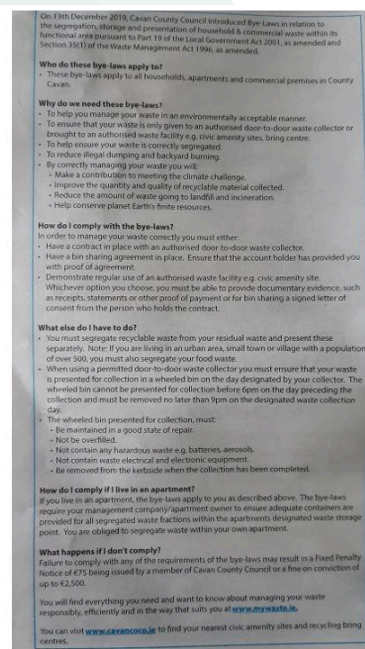 On 13th December 2019, Cavan County Council introduced Bye-Laws in relation to
the segregation, storage and presentation of household & commercial waste within its
functional area pursuant to Part 19 of the Local Government Act 2001, as amended and
Section 35(1) of the Waste Management Act 1996, as amended.
Who do these bye-laws apply to?
• These bye-laws apply to all households, apartments and commercial premises in County
Cavan.
Why do we need these bye-laws?
• To help you manage your waste in an environmentally acceptable manner.
• To ensure that your waste is only given to an authorised door-to-door waste collector or
brought to an authorised waste facility e.g. civic amenity sites, bring centre.
• To help ensure your waste is correctly segregated.
• To reduce illegal dumping and backyard burning.
• By correctly managing your waste you will:
- Make a contribution to meeting the climate challenge.
- Improve the quantity and quality of recyclable material collected.
- Reduce the amount of waste going to landfill and incineration.
- Help conserve planet Earth's finite resources.
How do I comply with the bye-laws?
In order to manage your waste correctly you must either:
• Have a contract in place with an authorised door-to-door waste collector.
• Have a bin sharing agreement in place. Ensure that the account holder has provided you
with proof of agreement.
• Demonstrate regular use of an authorised waste facility e.g. civic amenity site.
Whichever option you choose, you must be able to provide documentary evidence, such
as receipts, statements or other proof of payment or for bin sharing a signed letter of
consent from the person who holds the contract.
What else do I have to do?
• You must segregate recyclable waste from your residual waste and present these
separately. Note: If you are living in an urban area, small town or village with a population
of over 500, you must also segregate your food waste.
• When using a permitted door-to-door waste collector you must ensure that your waste
is presented for collection in a wheeled bin on the day designated by your collector. The
wheeled bin cannot be presented for collection before 6pm on the day preceding the
collection and must be removed no later than 9pm on the designated waste collection
day.
• The wheeled bin presented for collection, must:
- Be maintained in a good state of repair.
- Not be overfilled.
- Not contain any hazardous waste e.g. batteries, aerosols.
- Not contain waste electrical and electronic equipment.
- Be removed from the kerbside when the collection has been completed.
How do I comply if I live in an apartment?
If you live in an apartment, the bye-laws apply to you as described above. The bye-laws
require your management company/apartment owner to ensure adequate containers are
provided for all segregated waste fractions within the apartments designated waste storage
point. You are obliged to segregate waste within your own apartment.
What happens if I don't comply?
Failure to comply with any of the requirements of the bye-laws may result in a Fixed Penalty
Notice of €75 being issued by a member of Cavan County Council or a fine on conviction of
up to €2,500.
You will find everything you need and want to know about managing your waste
responsibly, efficiently and in the way that suits you at www.mywaste.ie.
You can visit www.cavancoco.ie to find your nearest civic amenity sites and recycling bring
centres.